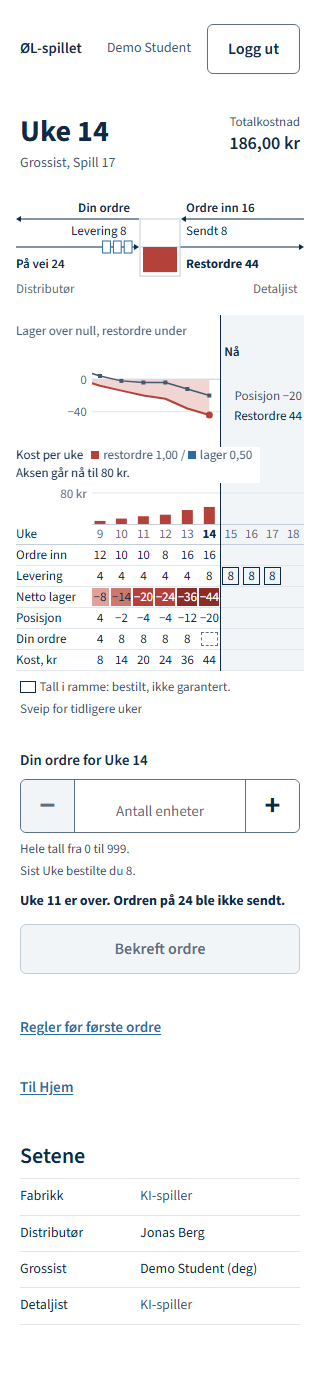 ØL-spillet Demo Student Logg ut
Uke 14
Totalkostnad
186,00 kr
Grossist, Spill 17
Din ordre Ordre inn 16
Levering 8 Sendt 8
På vei 24 Restordre 44
Distributør Detaljist
Lager over null, restordre under
Nå
0
Posisjon −20
−40
Restordre 44
Kost per uke restordre 1,00 / lager 0,50
Aksen går nå til 80 kr.
80 kr
Uke 9 10 11 12 13 14 15 16 17 18
Ordre inn 12 10 10 8 16 16
Levering 4 4 4 4 4 8 8 8 8
Netto lager −8 −14 −20 −24 −36 −44
Posisjon 4 −2 −4 −4 −12 −20
Din ordre 4 8 8 8 8
Kost, kr 8 14 20 24 36 44
Tall i ramme: bestilt, ikke garantert.
Sveip for tidligere uker
Din ordre for Uke 14
− Antall enheter +
Hele tall fra 0 til 999.
Sist Uke bestilte du 8.
Uke 11 er over. Ordren på 24 ble ikke sendt.
Bekreft ordre
Regler før første ordre
Til Hjem
Setene
Fabrikk KI-spiller
Distributør Jonas Berg
Grossist Demo Student (deg)
Detaljist KI-spiller